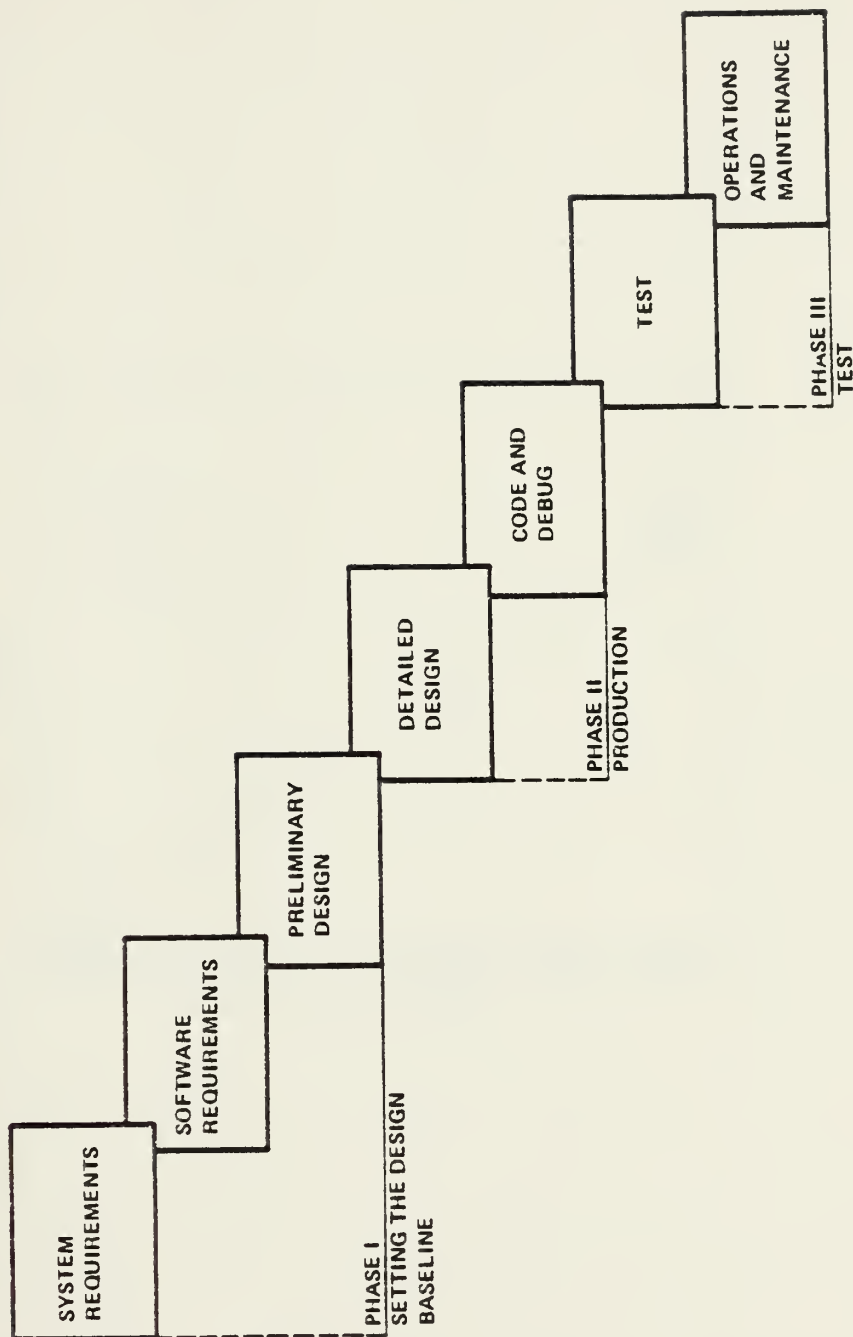 SYSTEM
REQUIREMENTS
SOFTWARE
REQUIREMENTS
PRELIMINARY
DESIGN
DETAILED
DESIGN
CODE AND
DEBUG
TEST
OPERATIONS
AND
MAINTENANCE
PHASE I
SETTING THE DESIGN
BASELINE
PHASE II
PRODUCTION
PHASE III
TEST